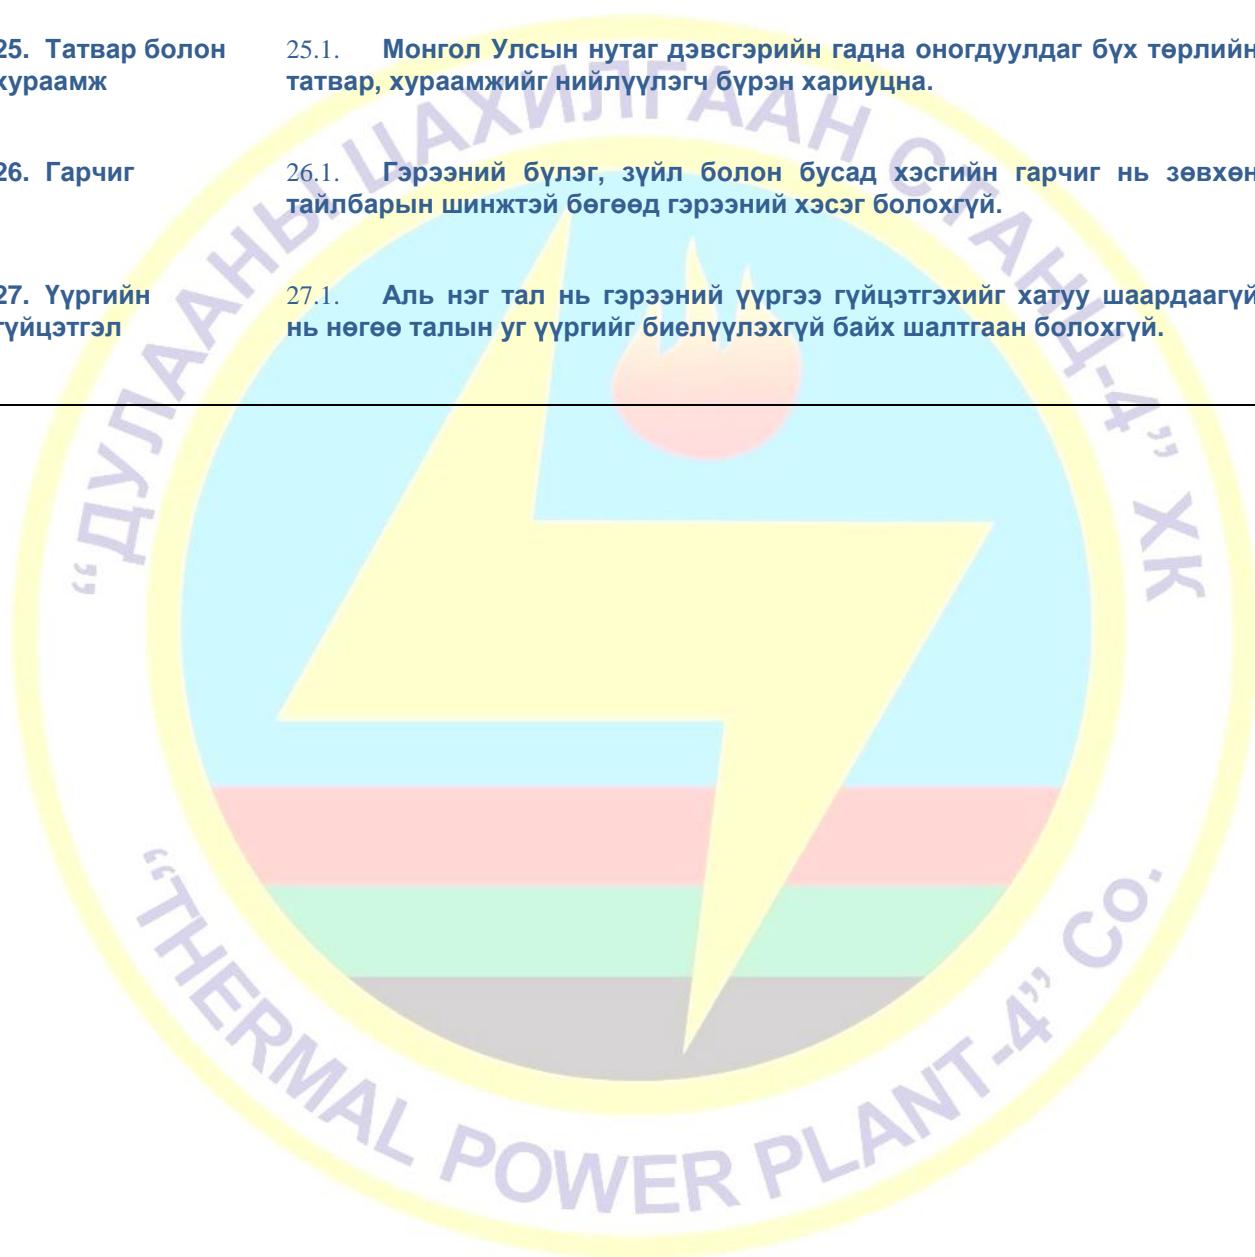 25. Татвар болон хураамж
25.1. Монгол Улсын нутаг дэвсгэрийн гадна оногдуулдаг бүх төрлийн
татвар, хураамжийг нийлүүлэгч бүрэн хариуцна.
26. Гарчиг
26.1. Гэрээний бүлэг, зүйл болон бусад хэсгийн гарчиг нь зөвхөн
тайлбарын шинжтэй бөгөөд гэрээний хэсэг болохгүй.
27. Үүргийн гүйцэтгэл
27.1. Аль нэг тал нь гэрээний үүргээ гүйцэтгэхийг хатуу шаардаагүй
нь нөгөө талын уг үүргийг биелүүлэхгүй байх шалтгаан болохгүй.
“ДУЛААНЫ ЦАХИЛГААН СТАНЦ-4” ХК
“THERMAL POWER PLANT-4” Co.